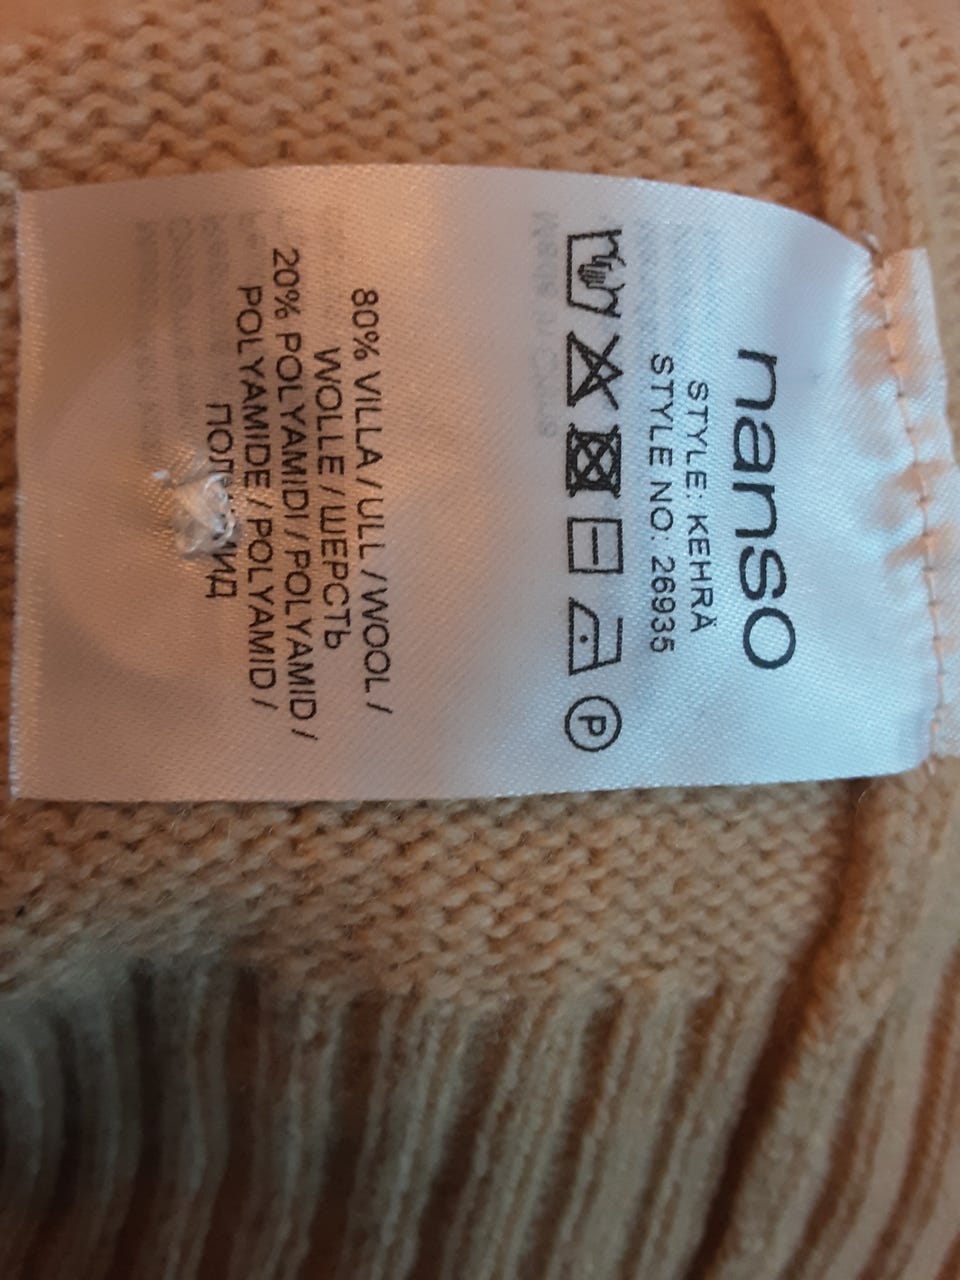 nanso
STYLE: KEHRÄ
STYLE NO: 26935
P
80% VILLA / ULL / WOOL /
WOLLE / ШЕРСТЬ
20% POLYAMIDI / POLYAMID /
POLYAMIDE / POLYAMID /